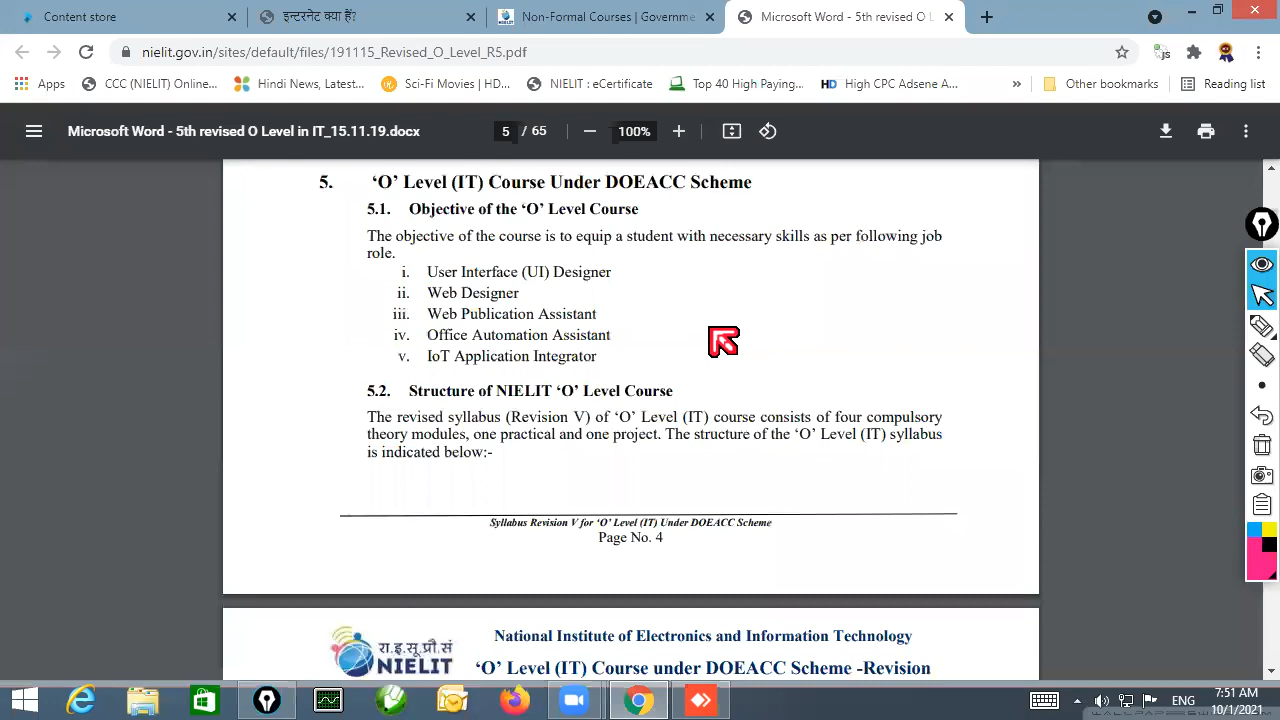 Content store
इन्टरनेट क्या हैं?
Non-Formal Courses | Governme
Microsoft Word - 5th revised O L
nielit.gov.in/sites/default/files/191115_Revised_O_Level_R5.pdf
JS
Apps
CCC (NIELIT) Online...
Hindi News, Latest...
Sci-Fi Movies | HD...
NIELIT : eCertificate
Top 40 High Paying...
HD High CPC Adsene A...
»
Other bookmarks
Reading list
Microsoft Word - 5th revised O Level in IT_15.11.19.docx
5 / 65
100%
5. ‘O’ Level (IT) Course Under DOEACC Scheme
5.1. Objective of the ‘O’ Level Course
The objective of the course is to equip a student with necessary skills as per following job
role.
i. User Interface (UI) Designer
ii. Web Designer
iii. Web Publication Assistant
iv. Office Automation Assistant
v. IoT Application Integrator
5.2. Structure of NIELIT ‘O’ Level Course
The revised syllabus (Revision V) of ‘O’ Level (IT) course consists of four compulsory
theory modules, one practical and one project. The structure of the ‘O’ Level (IT) syllabus
is indicated below:-
Syllabus Revision V for ‘O’ Level (IT) Under DOEACC Scheme
Page No. 4
रा.इ.सू.प्रौ.सं
NIELIT
National Institute of Electronics and Information Technology
‘O’ Level (IT) Course under DOEACC Scheme -Revision
ENG
7:51 AM
10/1/2021